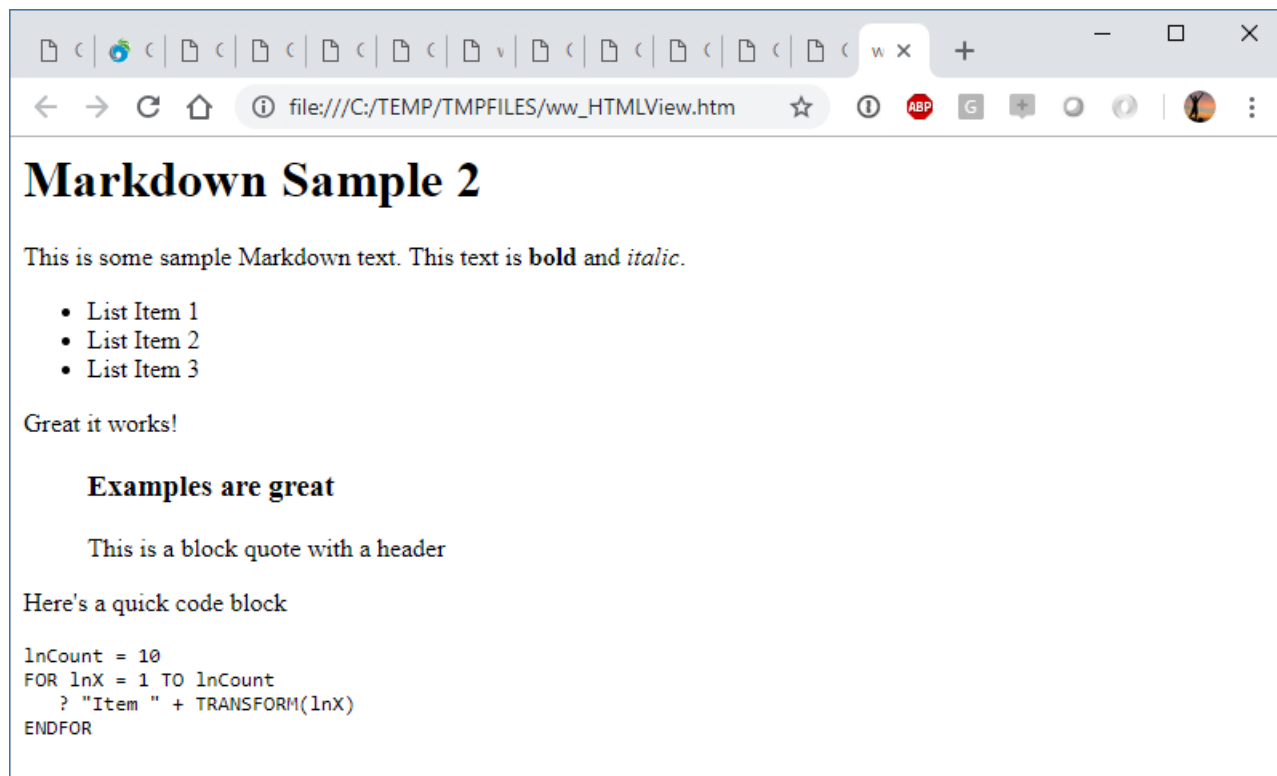 file:///C:/TEMP/TMPFILES/ww_HTMLView.htm
ABP
G
Markdown Sample 2
This is some sample Markdown text. This text is bold and italic.
• List Item 1
• List Item 2
• List Item 3
Great it works!
Examples are great
This is a block quote with a header
Here's a quick code block
lnCount = 10
FOR lnX = 1 TO lnCount
   ? "Item " + TRANSFORM(lnX)
ENDFOR